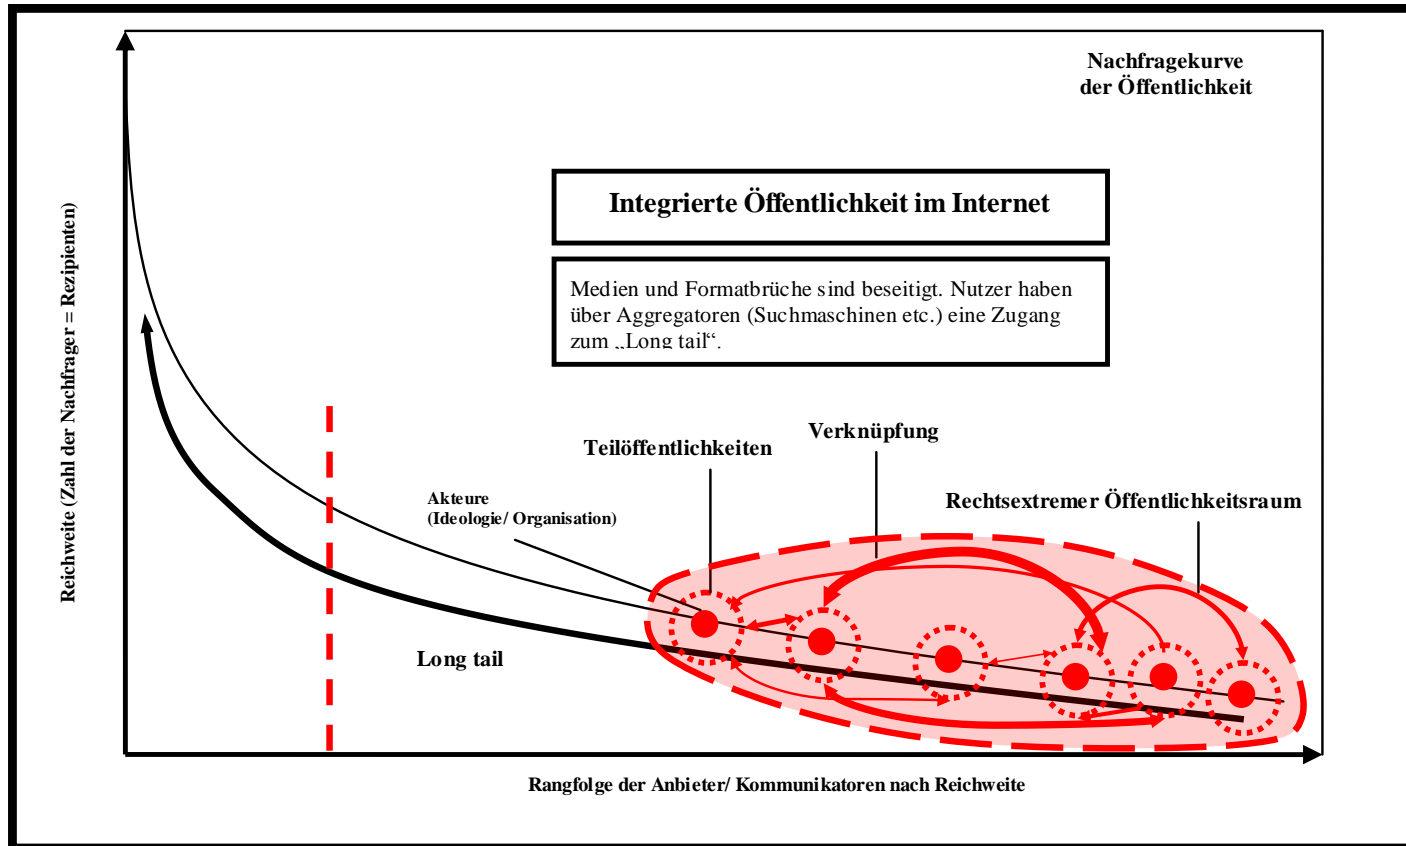 Nachfragekurve
der Öffentlichkeit
Integrierte Öffentlichkeit im Internet
Medien und Formatbrüche sind beseitigt. Nutzer haben
über Aggregatoren (Suchmaschinen etc.) eine Zugang
zum „Long tail“.
Verknüpfung
Teilöffentlichkeiten
Rechtsextremer Öffentlichkeitsraum
Akteure
(Ideologie/ Organisation)
Long tail
Reichweite (Zahl der Nachfrager = Rezipienten)
Rangfolge der Anbieter/ Kommunikatoren nach Reichweite